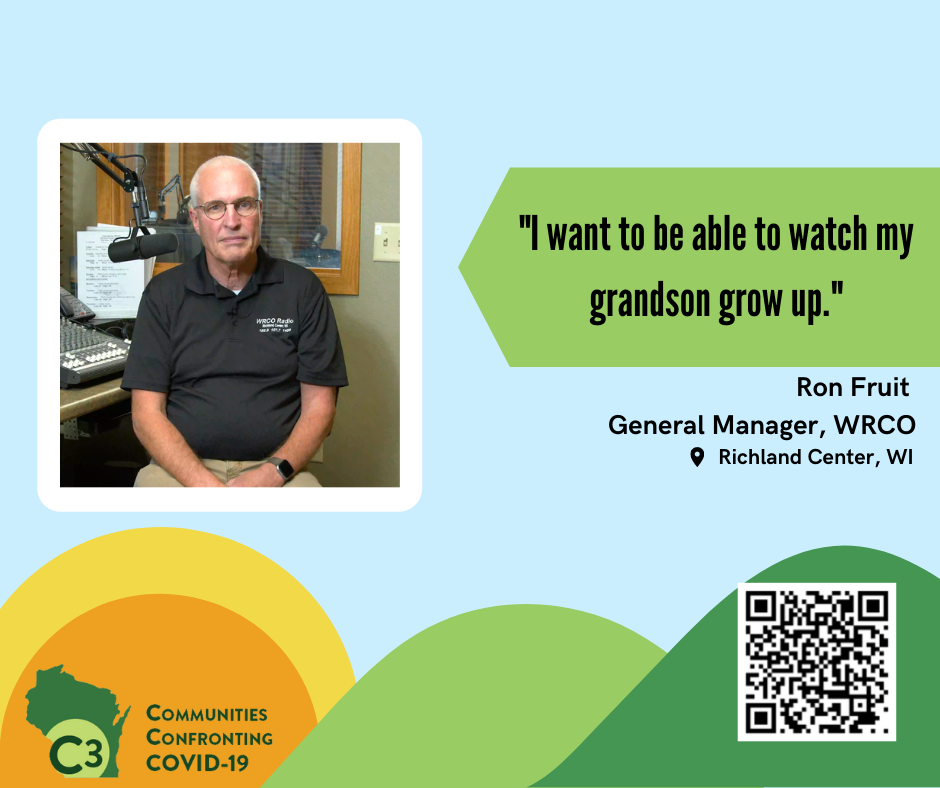 "I want to be able to watch my
grandson grow up."
Ron Fruit
General Manager, WRCO
Richland Center, WI
WRCO Radio
COMMUNITIES
CONFRONTING
COVID-19
C3